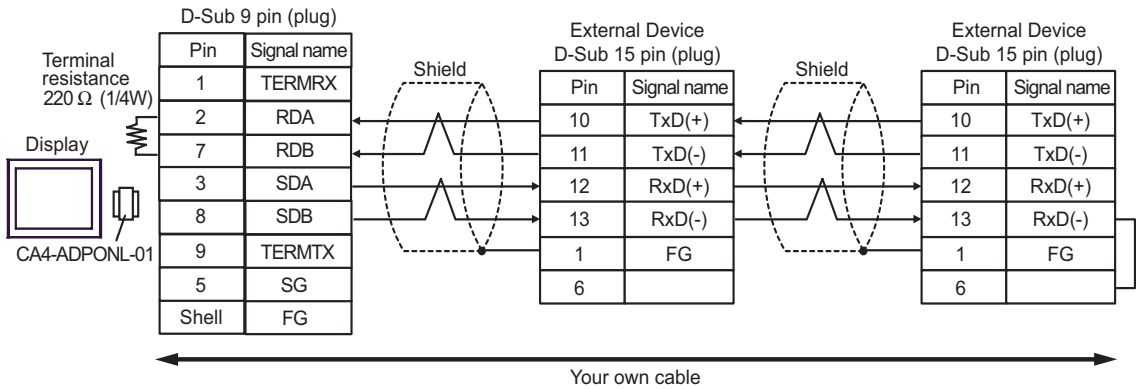 D-Sub 9 pin (plug)
External Device
D-Sub 15 pin (plug)
External Device
D-Sub 15 pin (plug)
Terminal
resistance
220 Ω (1/4W)
Display
CA4-ADPONL-01
Pin Signal name
1 TERMRX
2 RDA
7 RDB
3 SDA
8 SDB
9 TERMTX
5 SG
Shell FG
Shield
Pin Signal name
10 TxD(+)
11 TxD(-)
12 RxD(+)
13 RxD(-)
1 FG
6
Shield
Pin Signal name
10 TxD(+)
11 TxD(-)
12 RxD(+)
13 RxD(-)
1 FG
6
Your own cable